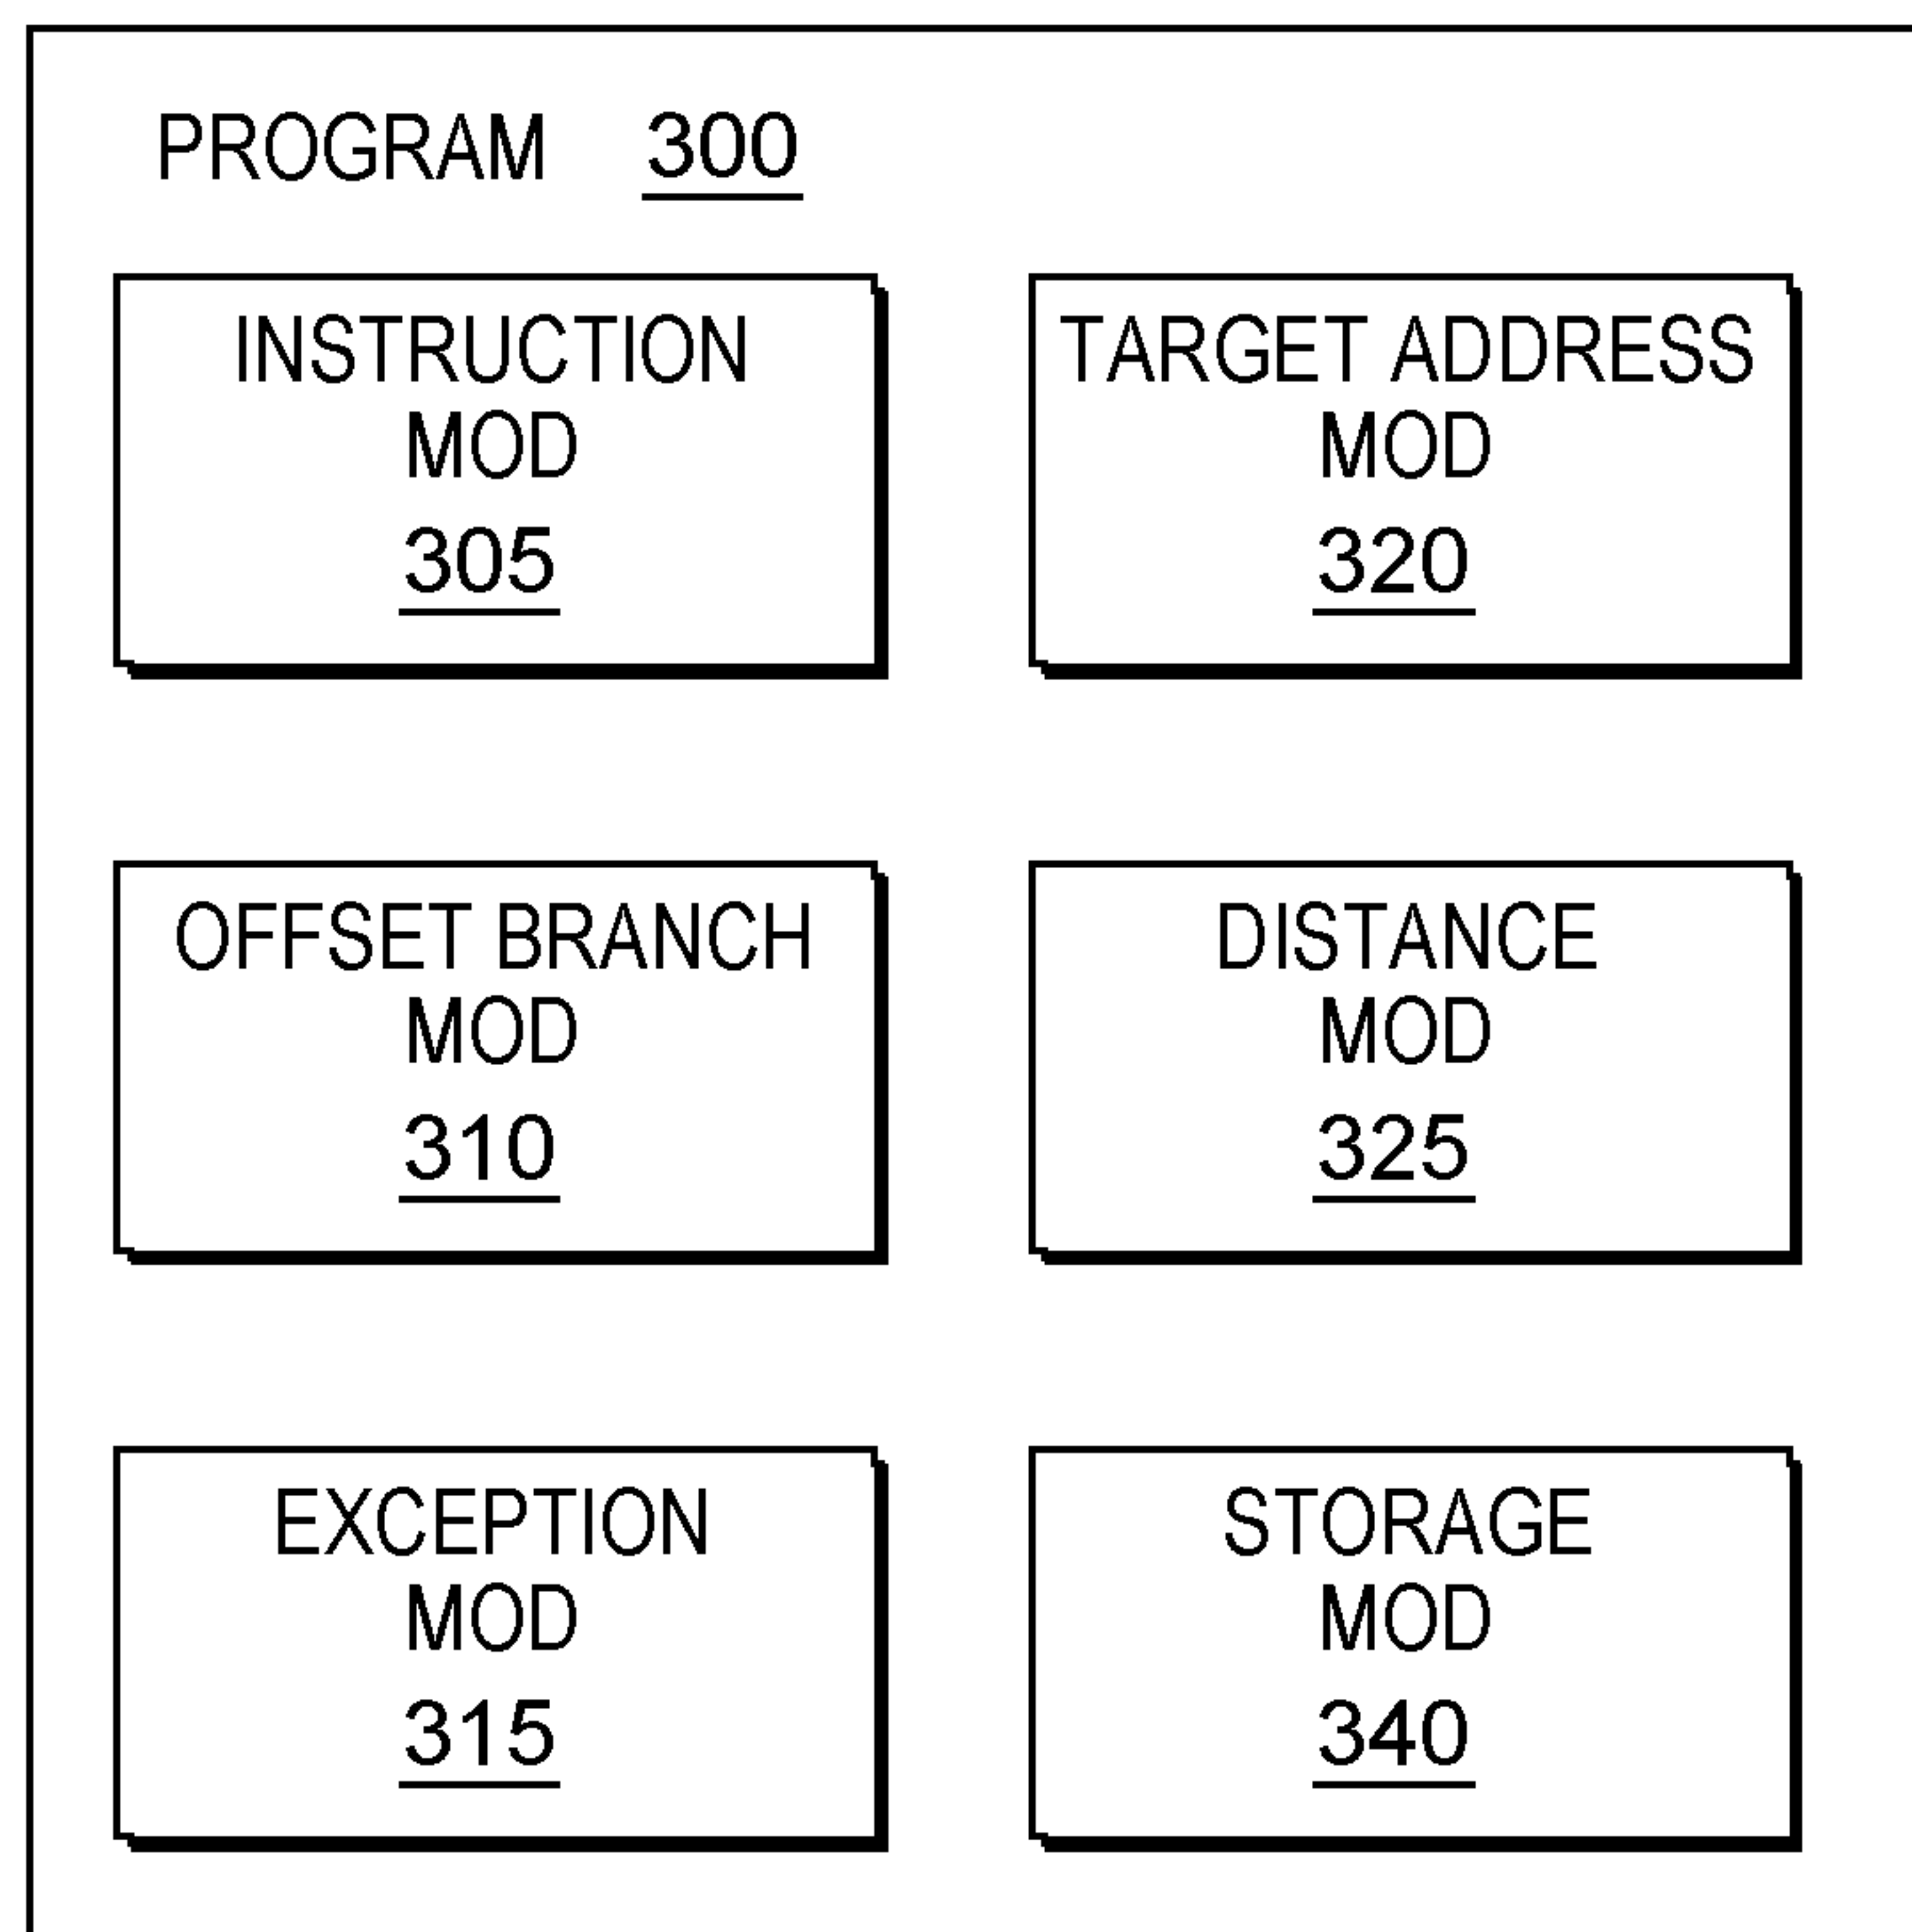 PROGRAM 300
INSTRUCTION
MOD
305
TARGET ADDRESS
MOD
320
OFFSET BRANCH
MOD
310
DISTANCE
MOD
325
EXCEPTION
MOD
315
STORAGE
MOD
340